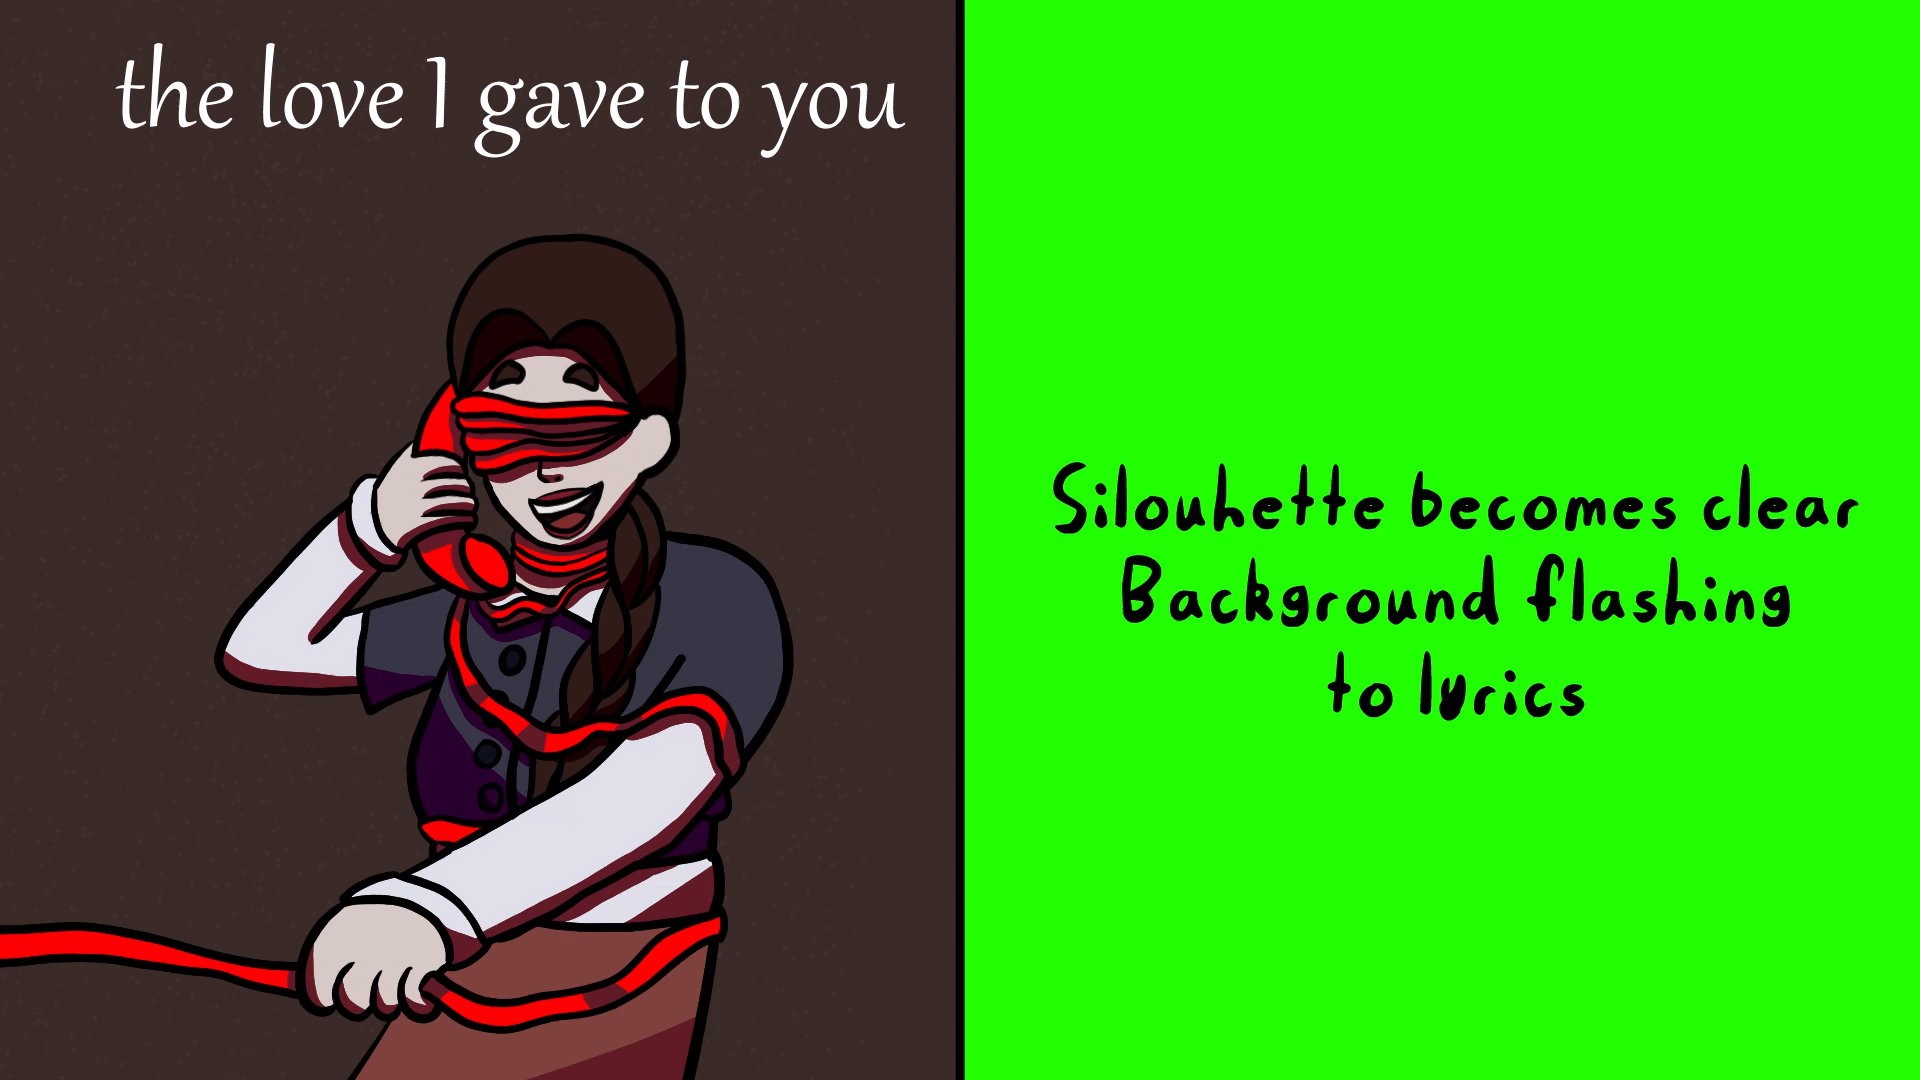 the love I gave to you
Silouhette becomes clear
Background flashing
to lyrics